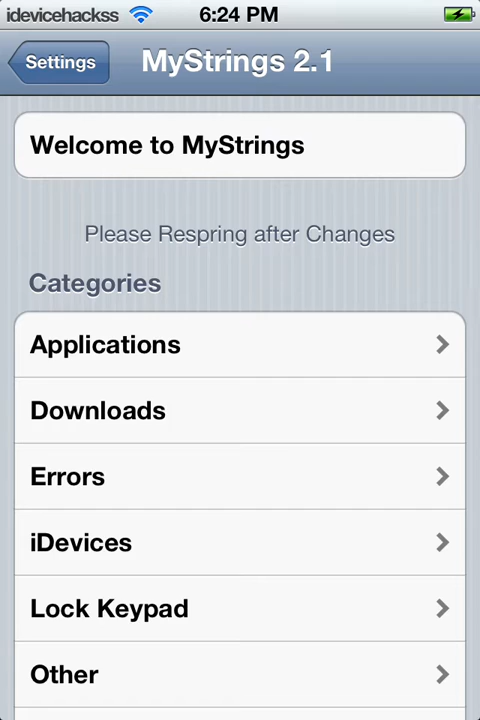 idevicehackss 6:24 PM
Settings MyStrings 2.1
Welcome to MyStrings
Please Respring after Changes
Categories
Applications
Downloads
Errors
iDevices
Lock Keypad
Other